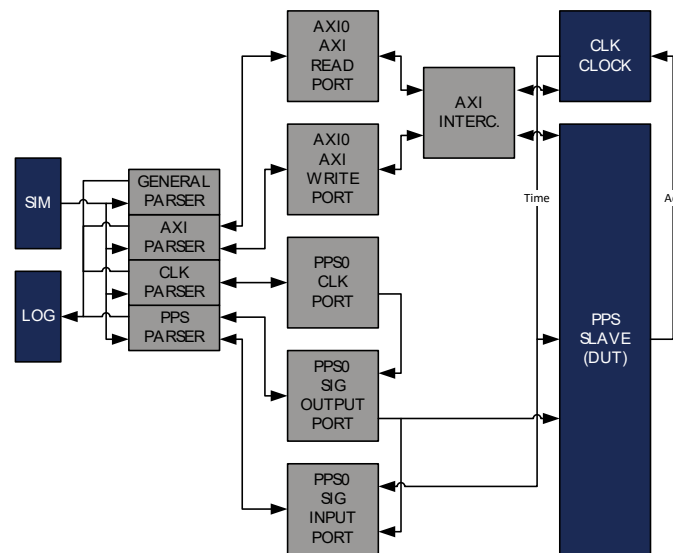 AXI0
AXI
READ
PORT
CLK
CLOCK
AXI
INTERC.
AXI0
AXI
WRITE
PORT
SIM
GENERAL
PARSER
AXI
PARSER
CLK
PARSER
PPS
PARSER
LOG
Time
PPS0
CLK
PORT
PPS
SLAVE
(DUT)
PPS0
SIG
OUTPUT
PORT
PPS0
SIG
INPUT
PORT